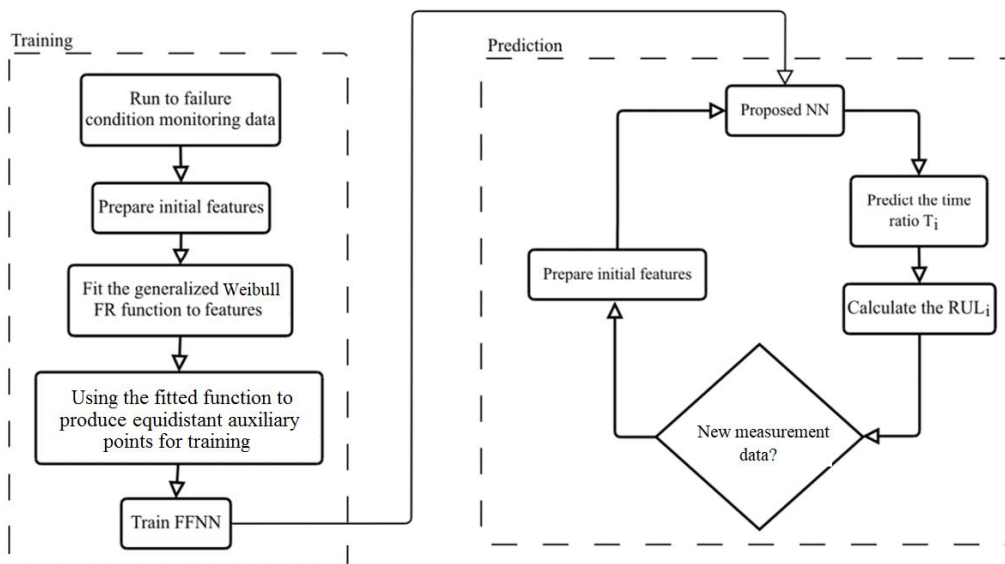 Training
Run to failure
condition monitoring data
Prepare initial features
Fit the generalized Weibull
FR function to features
Using the fitted function to
produce equidistant auxiliary
points for training
Train FFNN
Prediction
Proposed NN
Predict the time
ratio Ti
Calculate the RULi
New measurement
data?
Prepare initial features